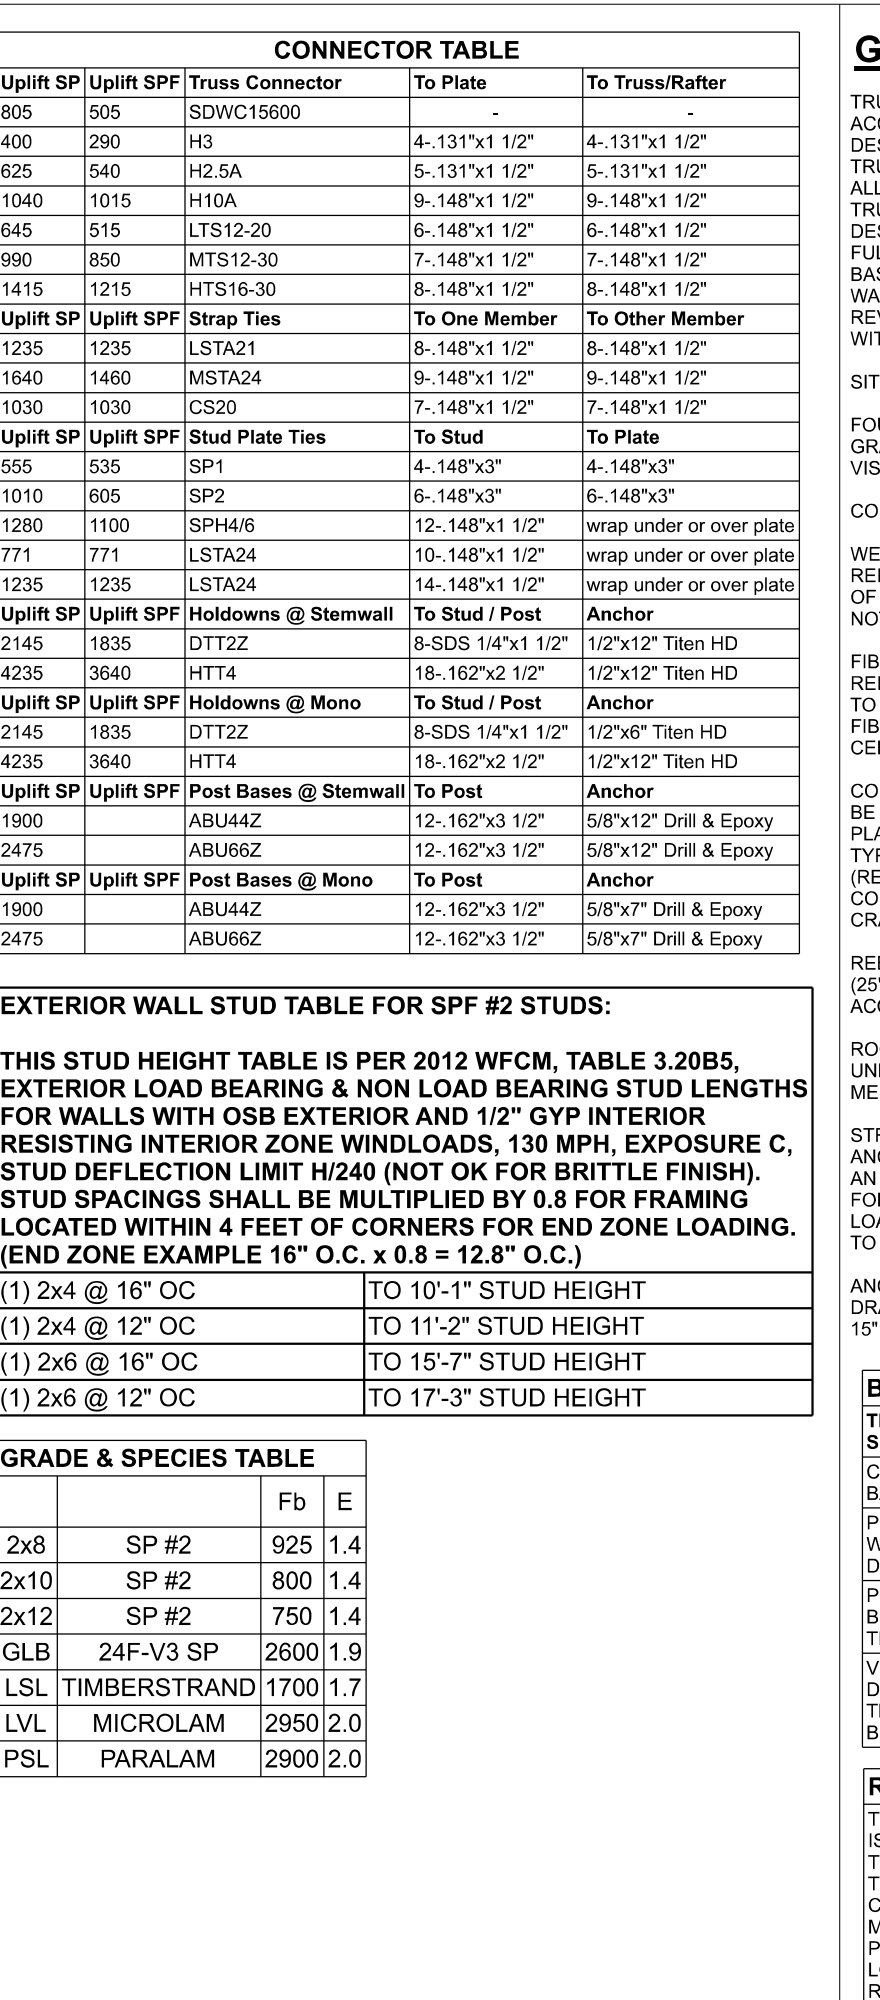 CONNECTOR TABLE
Uplift SP Uplift SPF Truss Connector To Plate To Truss/Rafter
805 505 SDWC15600 - -
400 290 H3 4-.131"x1 1/2" 4-.131"x1 1/2"
625 540 H2.5A 5-.131"x1 1/2" 5-.131"x1 1/2"
1040 1015 H10A 9-.148"x1 1/2" 9-.148"x1 1/2"
645 515 LTS12-20 6-.148"x1 1/2" 6-.148"x1 1/2"
990 850 MTS12-30 7-.148"x1 1/2" 7-.148"x1 1/2"
1415 1215 HTS16-30 8-.148"x1 1/2" 8-.148"x1 1/2"
Uplift SP Uplift SPF Strap Ties To One Member To Other Member
1235 1235 LSTA21 8-.148"x1 1/2" 8-.148"x1 1/2"
1640 1460 MSTA24 9-.148"x1 1/2" 9-.148"x1 1/2"
1030 1030 CS20 7-.148"x1 1/2" 7-.148"x1 1/2"
Uplift SP Uplift SPF Stud Plate Ties To Stud To Plate
555 535 SP1 4-.148"x3" 4-.148"x3"
1010 605 SP2 6-.148"x3" 6-.148"x3"
1280 1100 SPH4/6 12-.148"x1 1/2" wrap under or over plate
771 771 LSTA24 10-.148"x1 1/2" wrap under or over plate
1235 1235 LSTA24 14-.148"x1 1/2" wrap under or over plate
Uplift SP Uplift SPF Holdowns @ Stemwall To Stud / Post Anchor
2145 1835 DTT2Z 8-SDS 1/4"x1 1/2" 1/2"x12" Titen HD
4235 3640 HTT4 18-.162"x2 1/2" 1/2"x12" Titen HD
Uplift SP Uplift SPF Holdowns @ Mono To Stud / Post Anchor
2145 1835 DTT2Z 8-SDS 1/4"x1 1/2" 1/2"x6" Titen HD
4235 3640 HTT4 18-.162"x2 1/2" 1/2"x12" Titen HD
Uplift SP Uplift SPF Post Bases @ Stemwall To Post Anchor
1900 ABU44Z 12-.162"x3 1/2" 5/8"x12" Drill & Epoxy
2475 ABU66Z 12-.162"x3 1/2" 5/8"x12" Drill & Epoxy
Uplift SP Uplift SPF Post Bases @ Mono To Post Anchor
1900 ABU44Z 12-.162"x3 1/2" 5/8"x7" Drill & Epoxy
2475 ABU66Z 12-.162"x3 1/2" 5/8"x7" Drill & Epoxy
EXTERIOR WALL STUD TABLE FOR SPF #2 STUDS:
THIS STUD HEIGHT TABLE IS PER 2012 WFCM, TABLE 3.20B5,
EXTERIOR LOAD BEARING & NON LOAD BEARING STUD LENGTHS
FOR WALLS WITH OSB EXTERIOR AND 1/2" GYP INTERIOR
RESISTING INTERIOR ZONE WINDLOADS, 130 MPH, EXPOSURE C,
STUD DEFLECTION LIMIT H/240 (NOT OK FOR BRITTLE FINISH).
STUD SPACINGS SHALL BE MULTIPLIED BY 0.8 FOR FRAMING
LOCATED WITHIN 4 FEET OF CORNERS FOR END ZONE LOADING.
(END ZONE EXAMPLE 16" O.C. x 0.8 = 12.8" O.C.)
(1) 2x4 @ 16" OC TO 10'-1" STUD HEIGHT
(1) 2x4 @ 12" OC TO 11'-2" STUD HEIGHT
(1) 2x6 @ 16" OC TO 15'-7" STUD HEIGHT
(1) 2x6 @ 12" OC TO 17'-3" STUD HEIGHT
GRADE & SPECIES TABLE
Fb E
2x8 SP #2 925 1.4
2x10 SP #2 800 1.4
2x12 SP #2 750 1.4
GLB 24F-V3 SP 2600 1.9
LSL TIMBERSTRAND 1700 1.7
LVL MICROLAM 2950 2.0
PSL PARALAM 2900 2.0